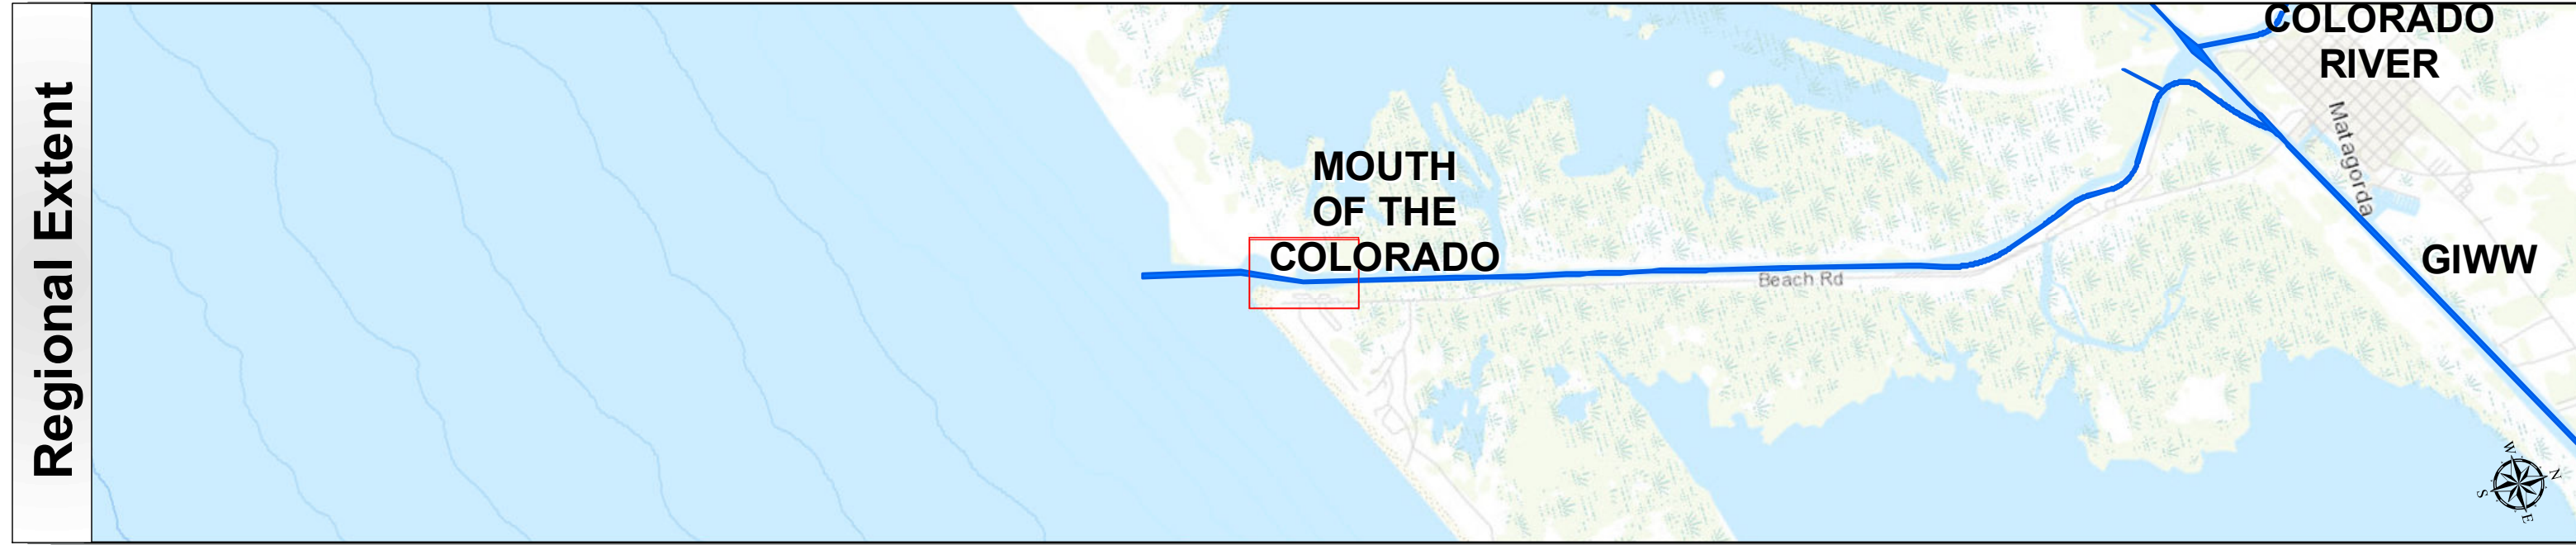 Regional Extent
COLORADO
RIVER
MOUTH
OF THE
COLORADO
Matagorda
Beach Rd
GIWW
W
N
S
E